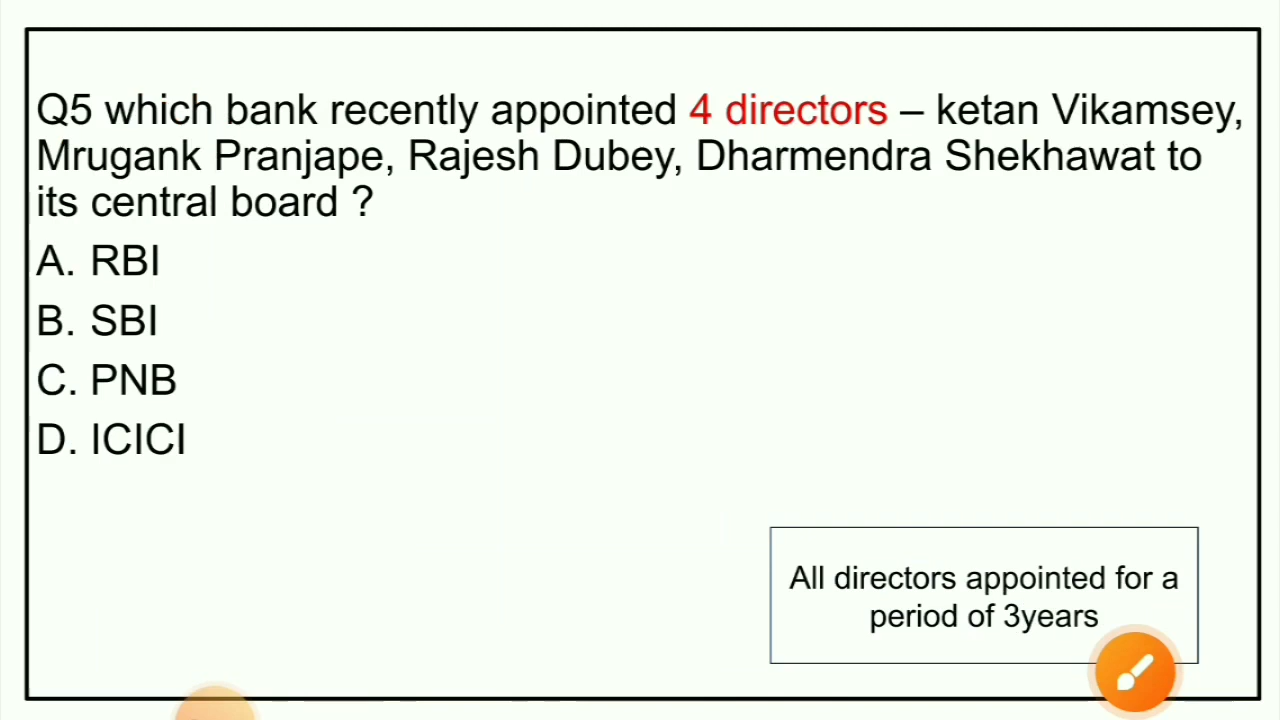 Q5 which bank recently appointed 4 directors – ketan Vikamsey,
Mrugank Pranjape, Rajesh Dubey, Dharmendra Shekhawat to
its central board ?
A. RBI
B. SBI
C. PNB
D. ICICI
All directors appointed for a
period of 3years